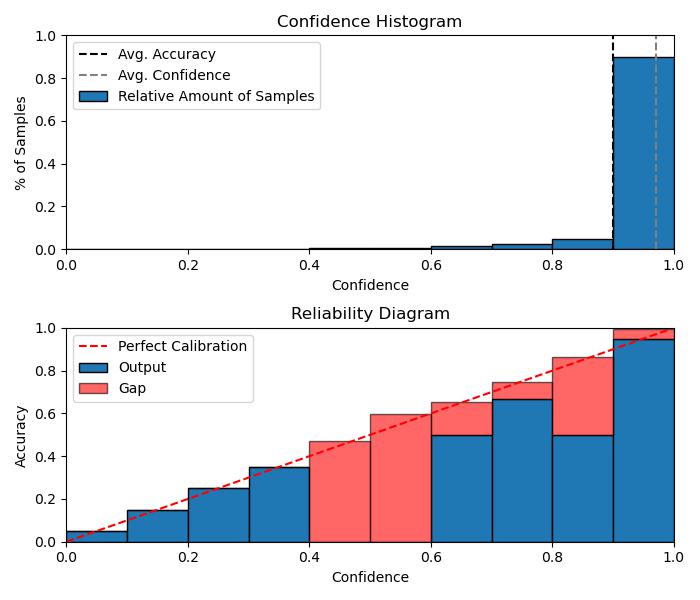 Confidence Histogram
1.0
0.8
0.6
0.4
0.2
0.0
% of Samples
Avg. Accuracy
Avg. Confidence
Relative Amount of Samples
0.0 0.2 0.4 0.6 0.8 1.0
Confidence
Reliability Diagram
1.0
0.8
0.6
0.4
0.2
0.0
Accuracy
Perfect Calibration
Output
Gap
0.0 0.2 0.4 0.6 0.8 1.0
Confidence